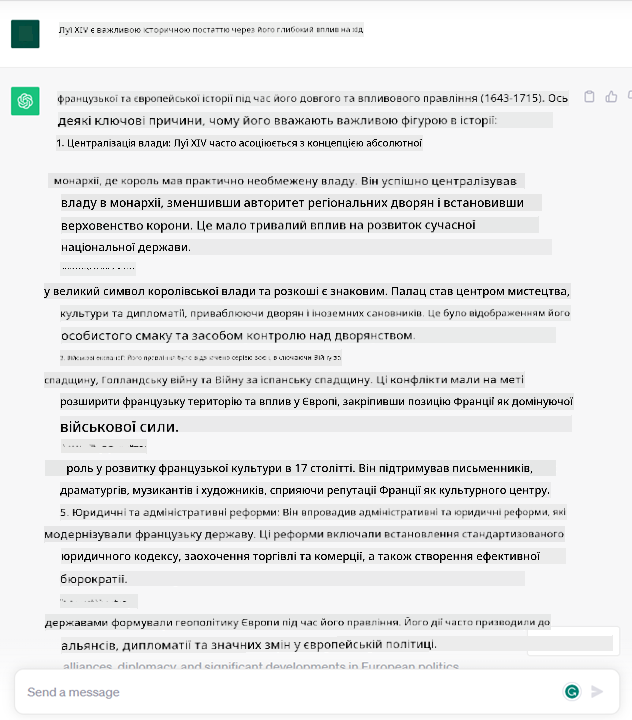 Луї XIV є важливою історичною постаттю через його глибокий вплив на хід
французької та європейської історії під час його довгого та впливового правління (1643-1715). Ось
деякі ключові причини, чому його вважають важливою фігурою в історії:
1. Централізація влади: Луї XIV часто асоціюється з концепцією абсолютної
монархії, де король мав практично необмежену владу. Він успішно централізував
владу в монархії, зменшивши авторитет регіональних дворян і встановивши
верховенство корони. Це мало тривалий вплив на розвиток сучасної
національної держави.
у великий символ королівської влади та розкоші є знаковим. Палац став центром мистецтва,
культури та дипломатії, приваблюючи дворян і іноземних сановників. Це було відображенням його
особистого смаку та засобом контролю над дворянством.
його правління було відзначено серією воєн, включаючи Війну за
спадщину, Голландську війну та Війну за іспанську спадщину. Ці конфлікти мали на меті
розширити французьку територію та вплив у Європі, закріпивши позицію Франції як домінуючої
військової сили.
роль у розвитку французької культури в 17 столітті. Він підтримував письменників,
драматургів, музикантів і художників, сприяючи репутації Франції як культурного центру.
5. Юридичні та адміністративні реформи: Він впровадив адміністративні та юридичні реформи, які
модернізували французьку державу. Ці реформи включали встановлення стандартизованого
юридичного кодексу, заохочення торгівлі та комерції, а також створення ефективної
бюрократії.
державами формували геополітику Європи під час його правління. Його дії часто призводили до
альянсів, дипломатії та значних змін у європейській політиці.
alliances, diplomacy, and significant developments in European politics.
Send a message